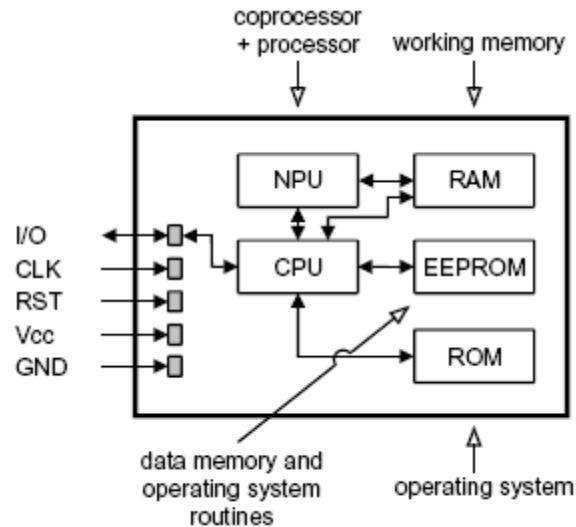 coprocessor
+ processor
working memory
NPU
RAM
I/O
CPU
EEPROM
CLK
RST
Vcc
ROM
GND
data memory and
operating system
routines
operating system